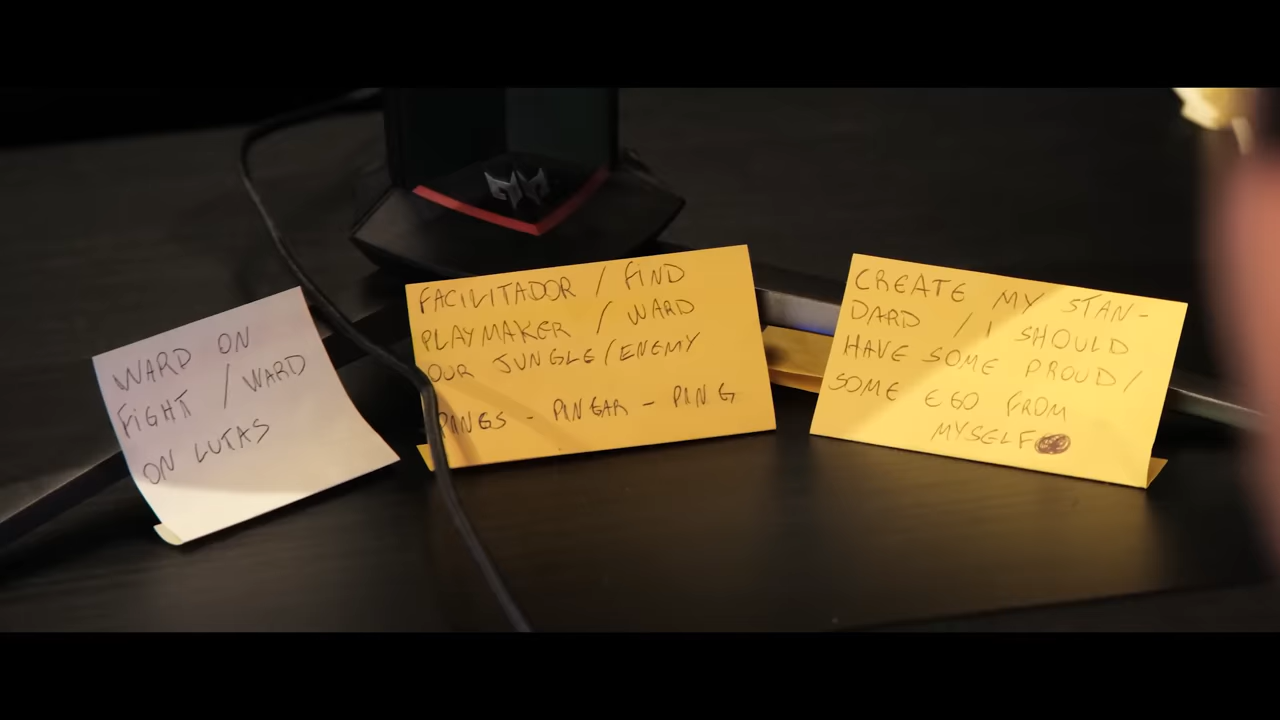 WARD ON
FIGHT / WARD
ON LUTAS
FACILITADOR / FIND
PLAYMAKER / WARD
OUR JUNGLE/ENEMY
PINGS - PINGAR - PING
CREATE MY STAN-
DARD / I SHOULD
HAVE SOME PROUD/
SOME EGO FROM
MYSELF